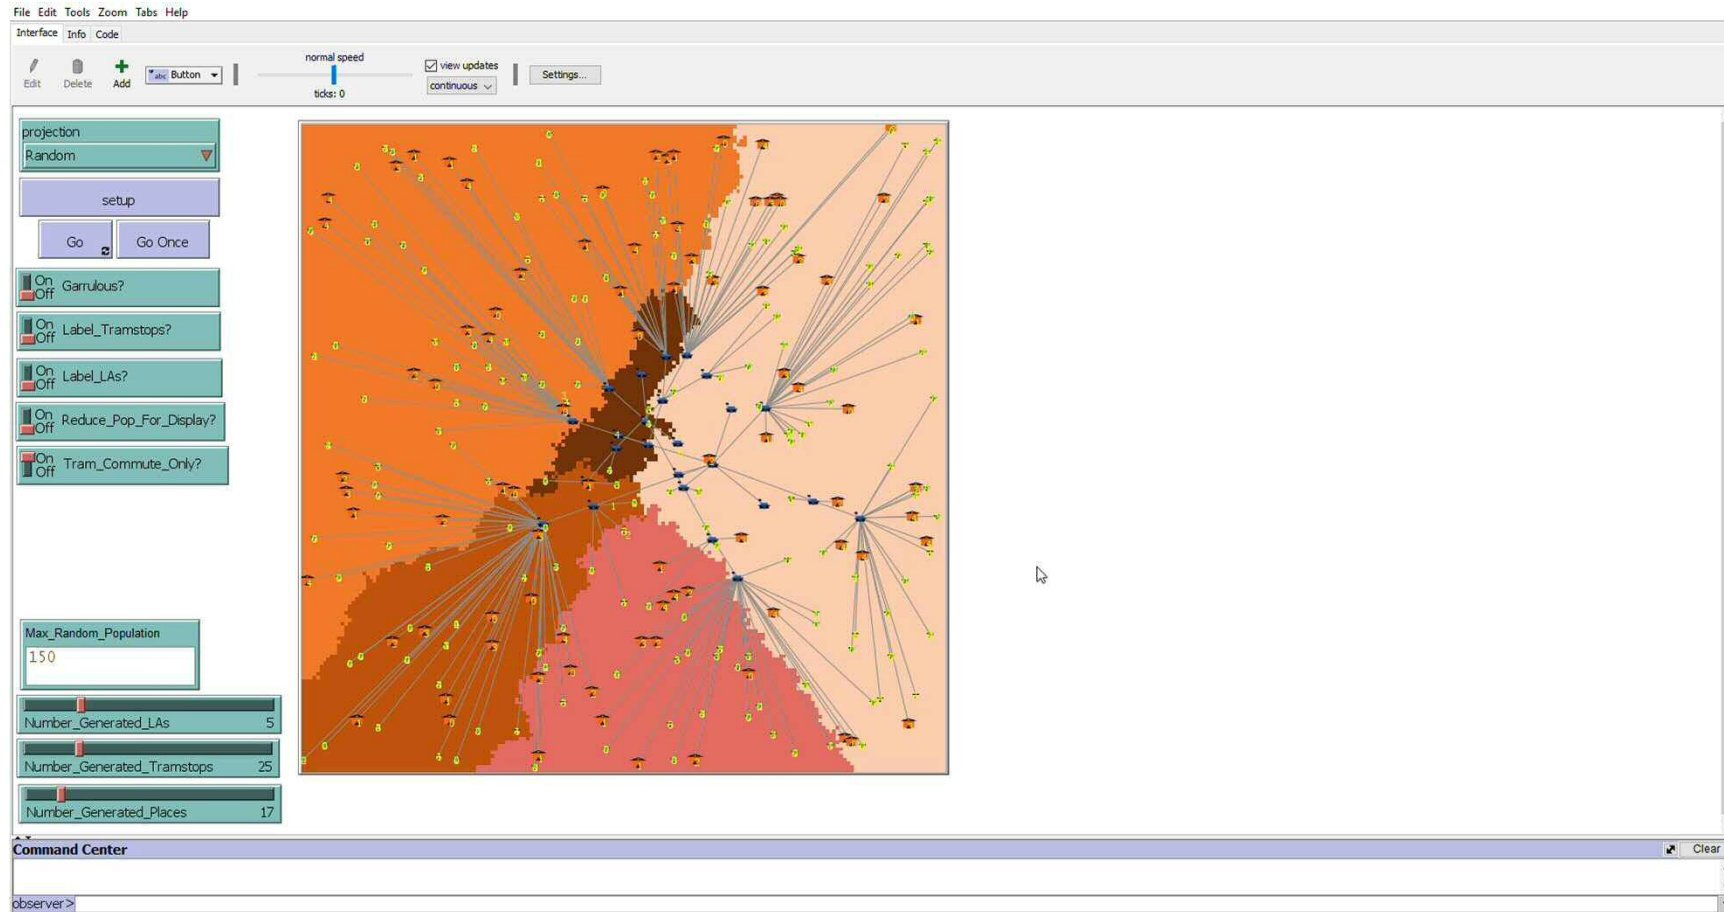 File Edit Tools Zoom Tabs Help
Interface Info Code
Edit Delete Add abc Button normal speed ticks: 0 view updates continuous Settings...
projection
Random
setup
Go Go Once
On Off Garrulous?
On Off Label_Tramstops?
On Off Label_LAs?
On Off Reduce_Pop_For_Display?
On Off Tram_Commute_Only?
Max_Random_Population
150
Number_Generated_LAs 5
Number_Generated_Tramstops 25
Number_Generated_Places 17
Command Center Clear
observer>